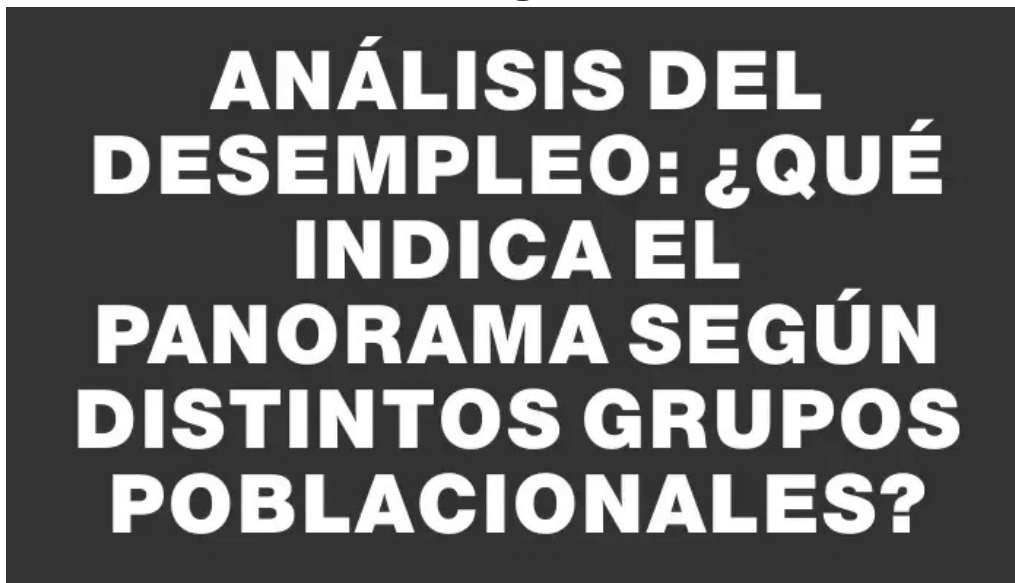 ANÁLISIS DEL
DESEMPLEO: ¿QUÉ
INDICA EL
PANORAMA SEGÚN
DISTINTOS GRUPOS
POBLACIONALES?